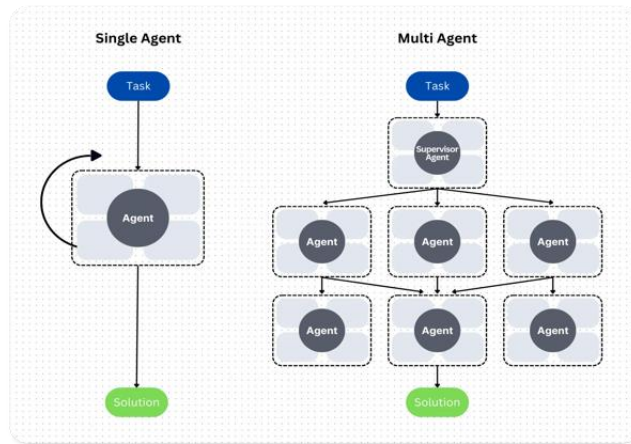 Single Agent
Multi Agent
Task
Task
Supervisor
Agent
Agent
Agent
Agent
Agent
Agent
Agent
Agent
Solution
Solution